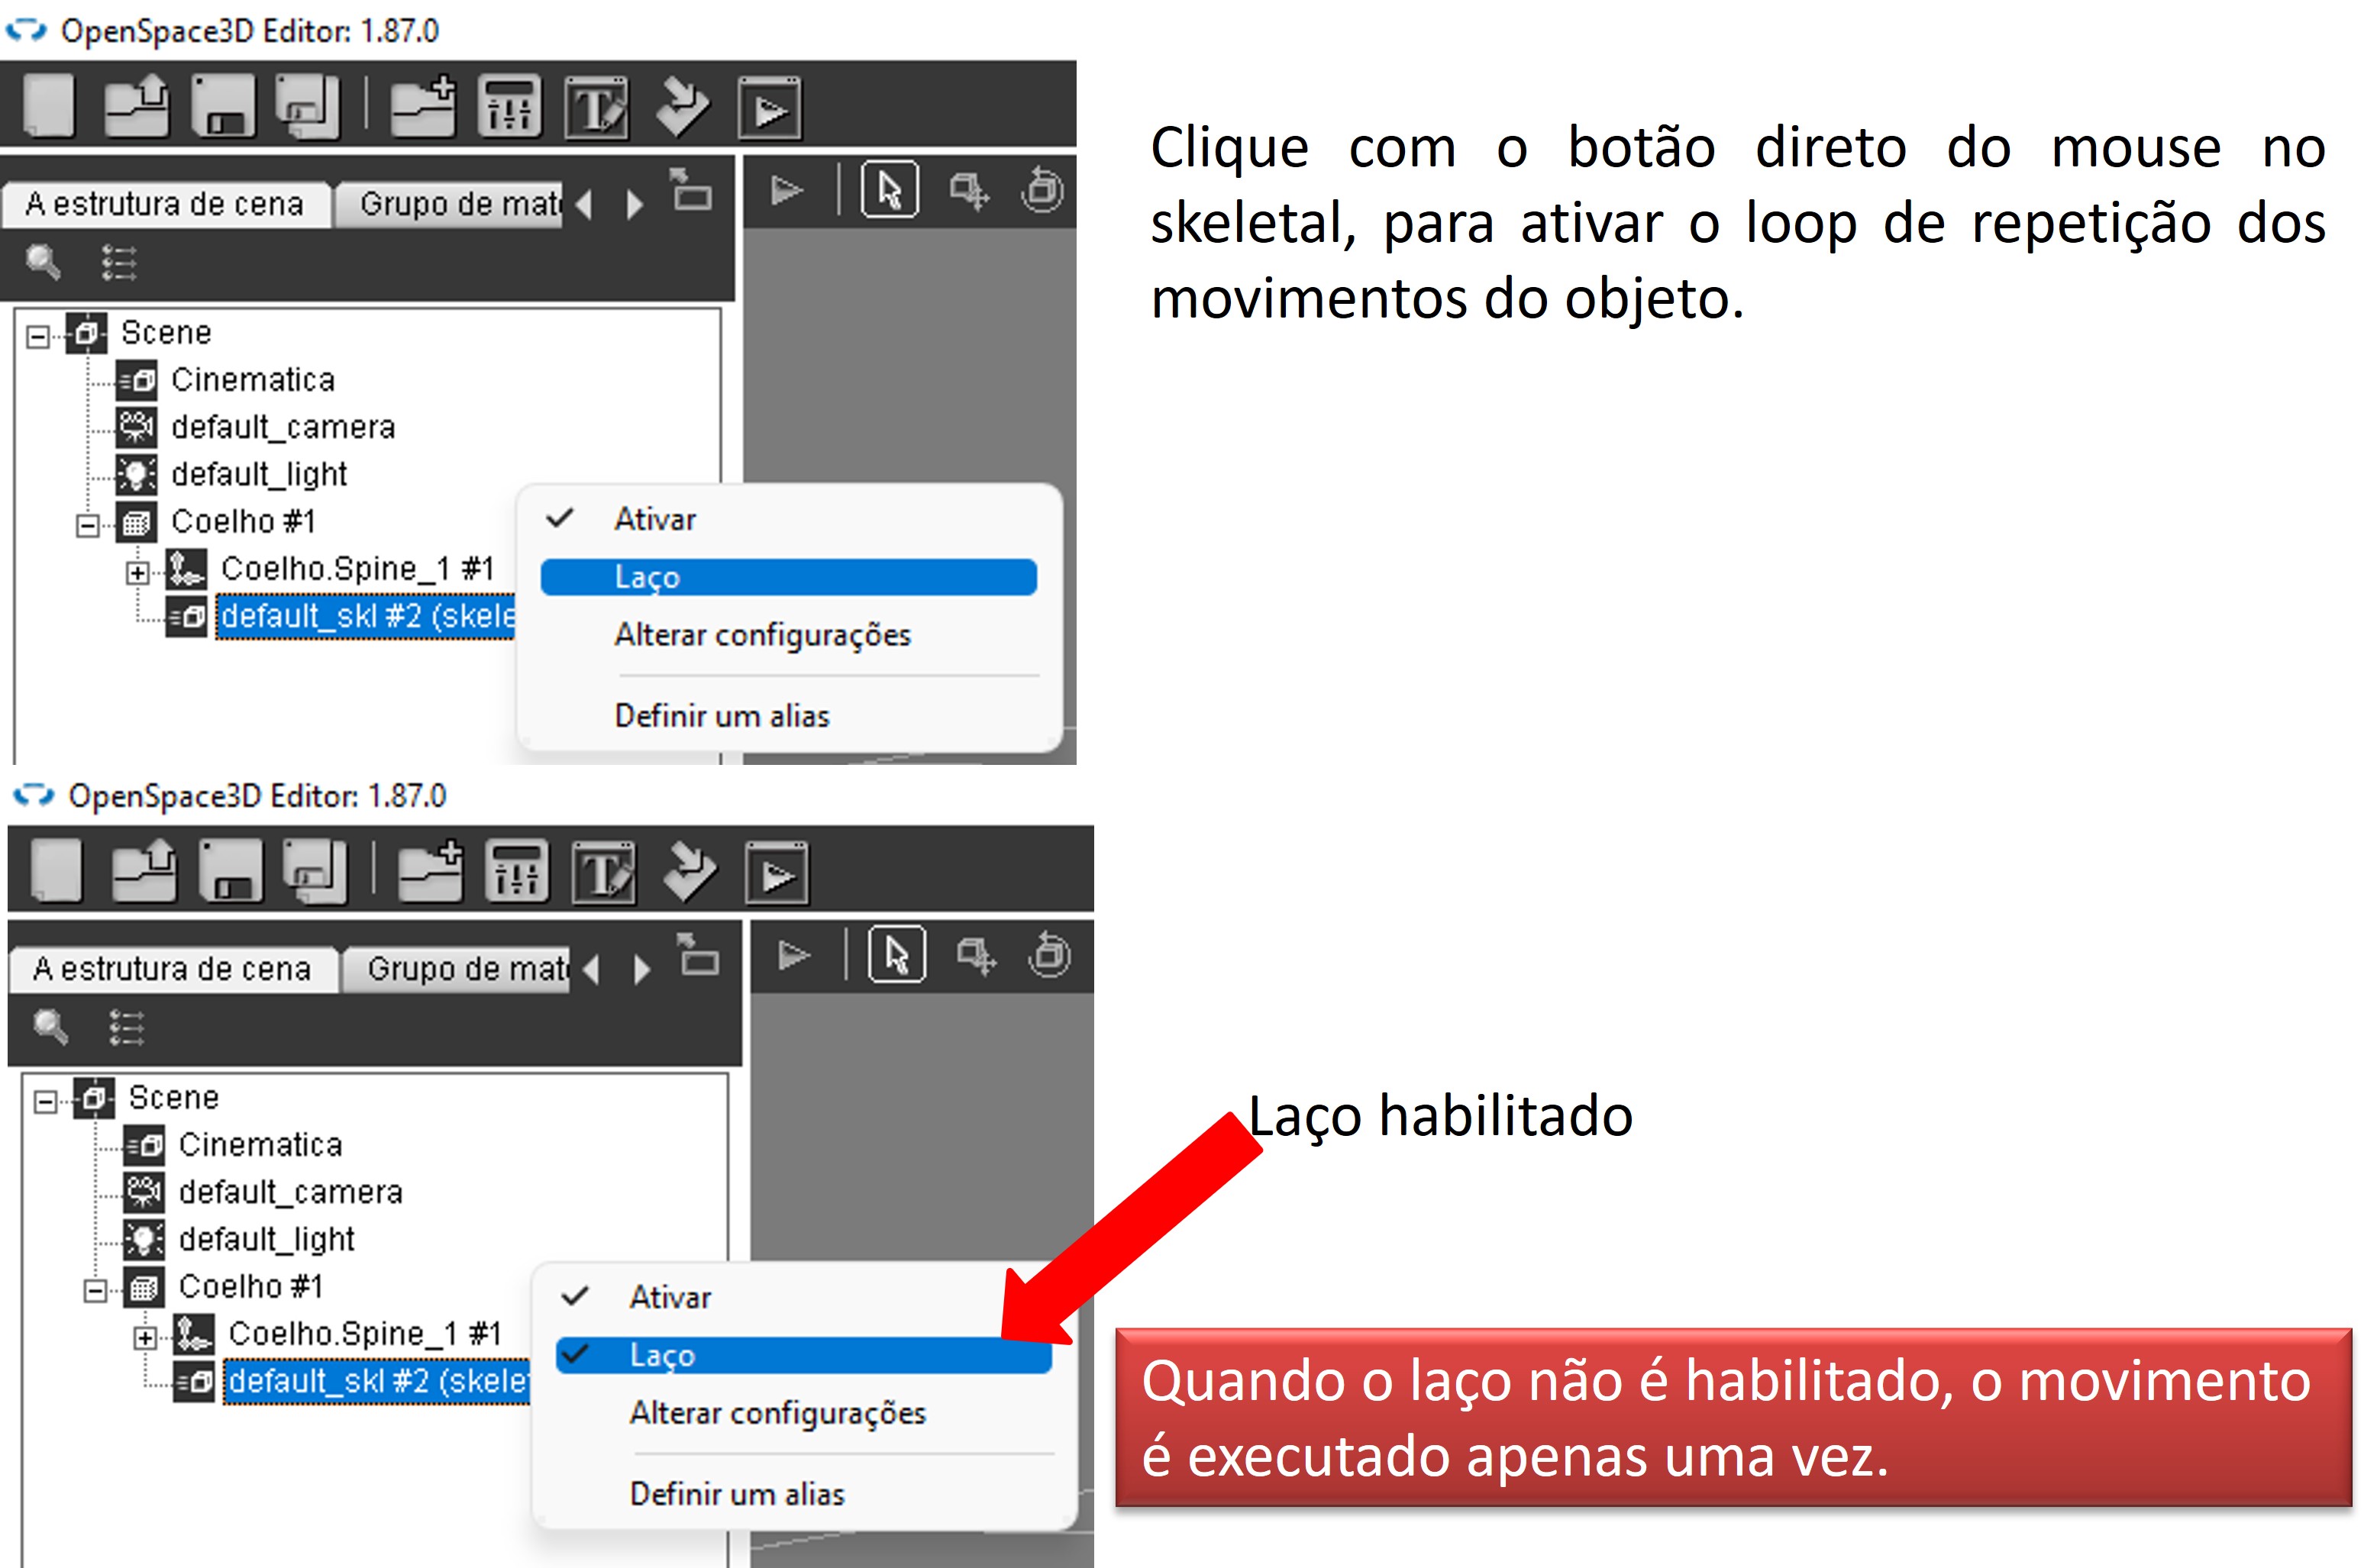 OpenSpace3D Editor: 1.87.0
Clique com o botão direto do mouse no
skeletal, para ativar o loop de repetição dos
movimentos do objeto.
A estrutura de cena
Grupo de mat
Scene
Cinematica
default_camera
default_light
Coelho #1
Coelho.Spine_1 #1
default_skl #2 (skele
Ativar
Laço
Alterar configurações
Definir um alias
OpenSpace3D Editor: 1.87.0
A estrutura de cena
Grupo de mat
Scene
Cinematica
default_camera
default_light
Coelho #1
Coelho.Spine_1 #1
default_skl #2 (skele
Ativar
Laço
Alterar configurações
Definir um alias
Laço habilitado
Quando o laço não é habilitado, o movimento
é executado apenas uma vez.